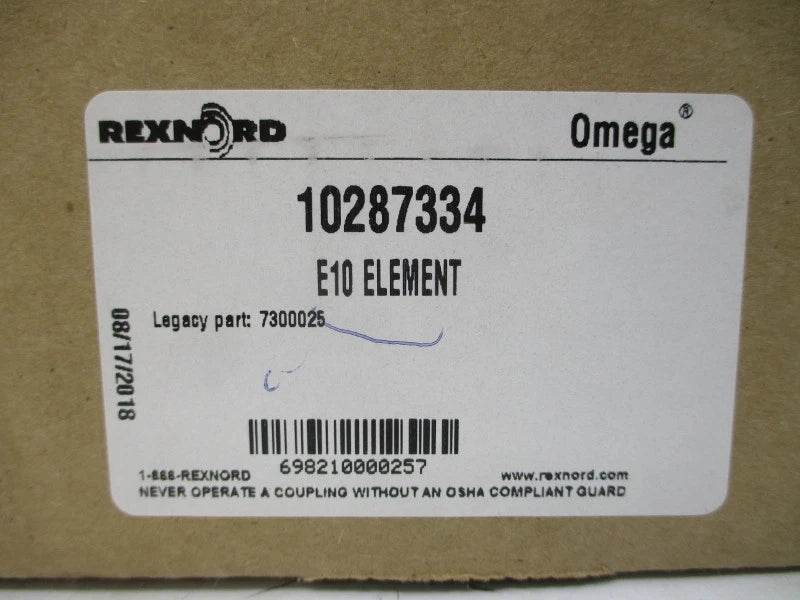 REXNORD
Omega®
10287334
E10 ELEMENT
Legacy part: 7300025
08/17/2018
698210000257
1-888-REXNORD
www.rexnord.com
NEVER OPERATE A COUPLING WITHOUT AN OSHA COMPLIANT GUARD